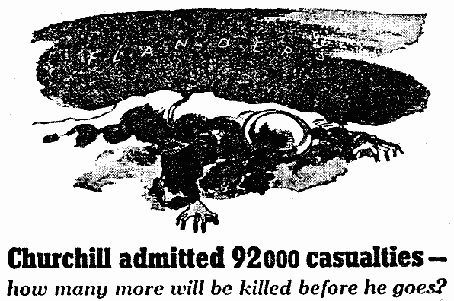 FLANDERS
Churchill admitted 92000 casualties —
how many more will be killed before he goes?